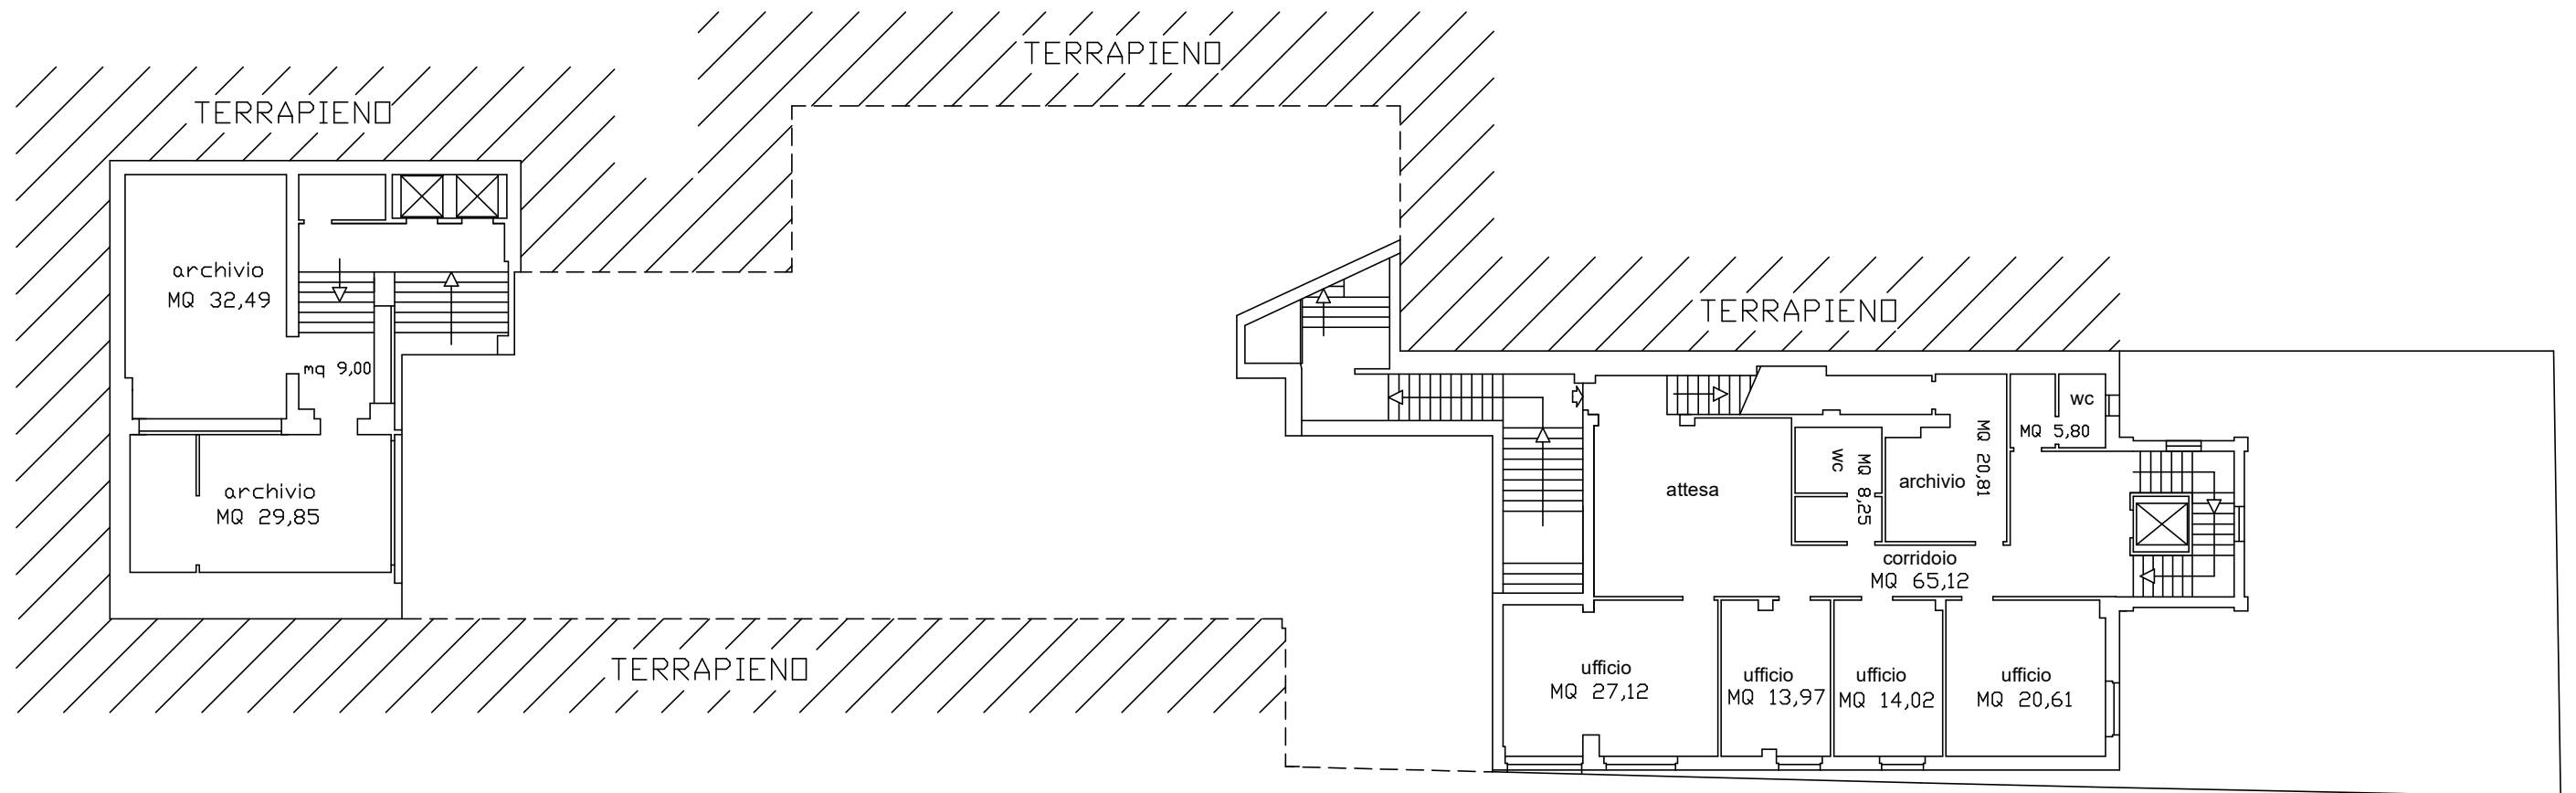 TERRAPIENO
TERRAPIENO
archivio
MQ 32,49
mq 9,00
archivio
MQ 29,85
TERRAPIENO
TERRAPIENO
attesa
wc
MQ 8,25
archivio
MQ 20,81
wc
MQ 5,80
corridoio
MQ 65,12
ufficio
MQ 27,12
ufficio
MQ 13,97
ufficio
MQ 14,02
ufficio
MQ 20,61